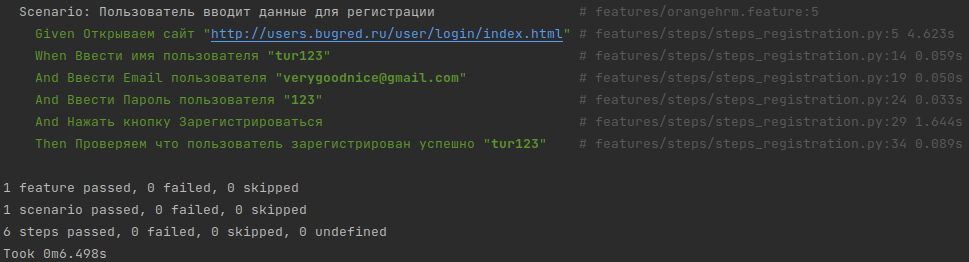 Scenario: Пользователь вводит данные для регистрации # features/orangehrm.feature:5
Given Открываем сайт "http://users.bugred.ru/user/login/index.html" # features/steps/steps_registration.py:5 4.623s
When Ввести имя пользователя "tur123" # features/steps/steps_registration.py:14 0.059s
And Ввести Email пользователя "verygoodnice@gmail.com" # features/steps/steps_registration.py:19 0.050s
And Ввести Пароль пользователя "123" # features/steps/steps_registration.py:24 0.033s
And Нажать кнопку Зарегистрироваться # features/steps/steps_registration.py:29 1.644s
Then Проверяем что пользователь зарегистрирован успешно "tur123" # features/steps/steps_registration.py:34 0.089s
1 feature passed, 0 failed, 0 skipped
1 scenario passed, 0 failed, 0 skipped
6 steps passed, 0 failed, 0 skipped, 0 undefined
Took 0m6.498s